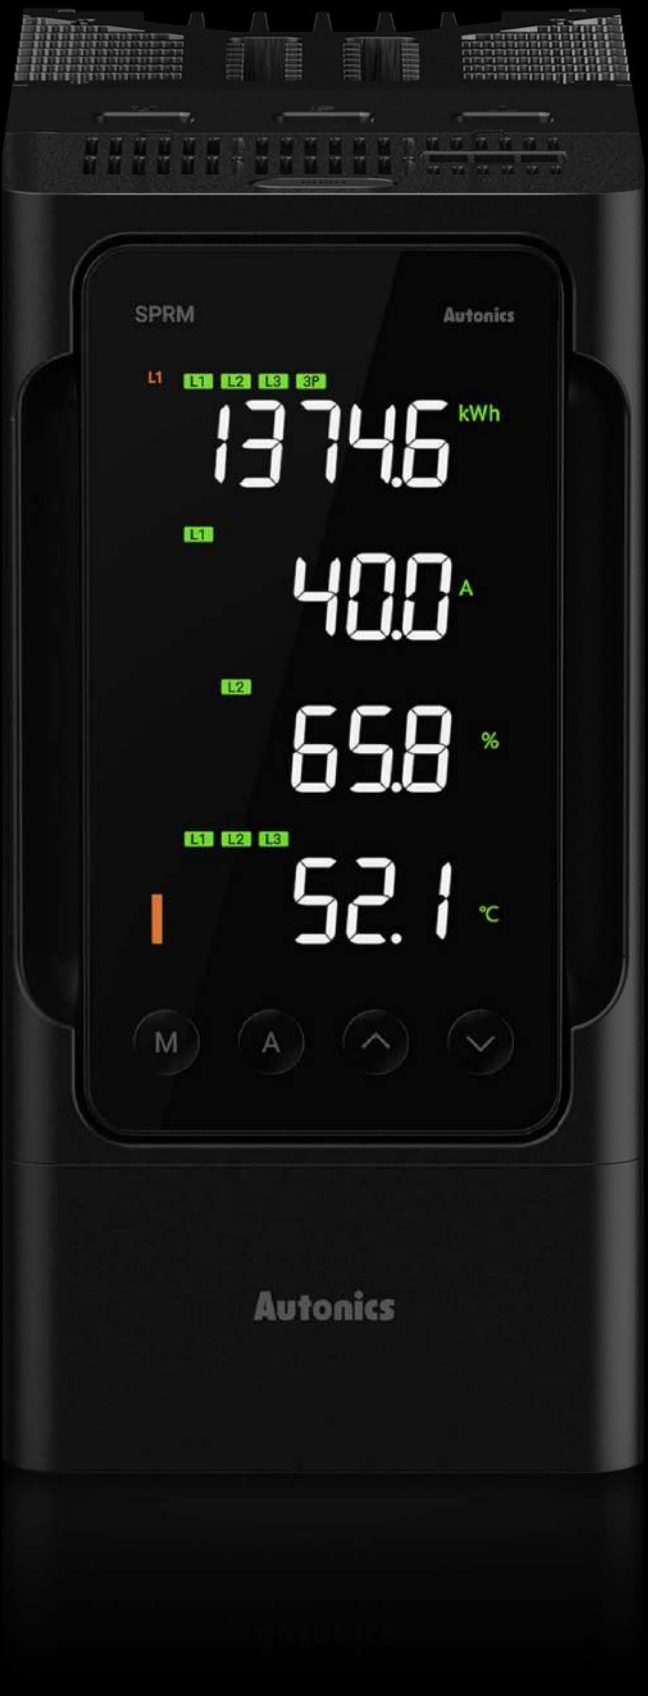 SPRM Autonics
L1 L1 L2 L3 3P
1374.6 kWh
L1
40.0 A
L2
65.8 %
L1 L2 L3
52.1 °C
M A
Autonics